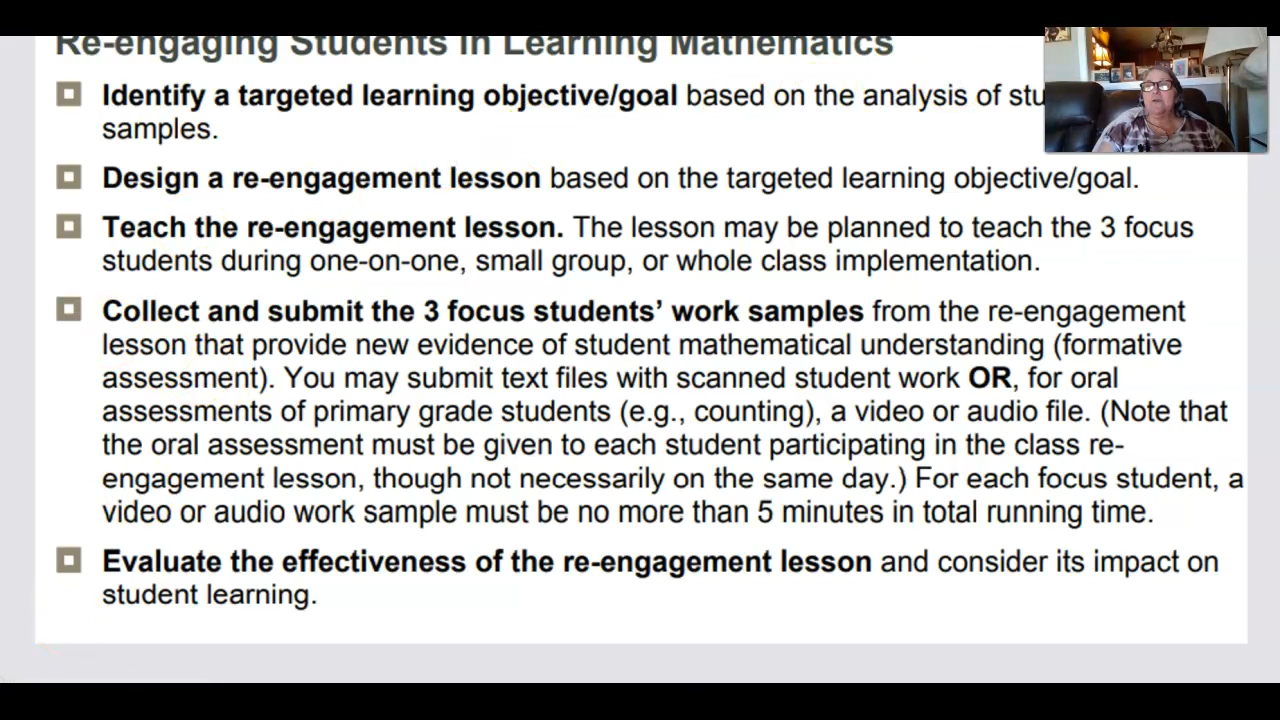 Re-engaging Students in Learning Mathematics
Identify a targeted learning objective/goal based on the analysis of
samples.
Design a re-engagement lesson based on the targeted learning objective/goal.
Teach the re-engagement lesson. The lesson may be planned to teach the 3 focus
students during one-on-one, small group, or whole class implementation.
Collect and submit the 3 focus students’ work samples from the re-engagement
lesson that provide new evidence of student mathematical understanding (formative
assessment). You may submit text files with scanned student work OR, for oral
assessments of primary grade students (e.g., counting), a video or audio file. (Note that
the oral assessment must be given to each student participating in the class re-
engagement lesson, though not necessarily on the same day.) For each focus student, a
video or audio work sample must be no more than 5 minutes in total running time.
Evaluate the effectiveness of the re-engagement lesson and consider its impact on
student learning.